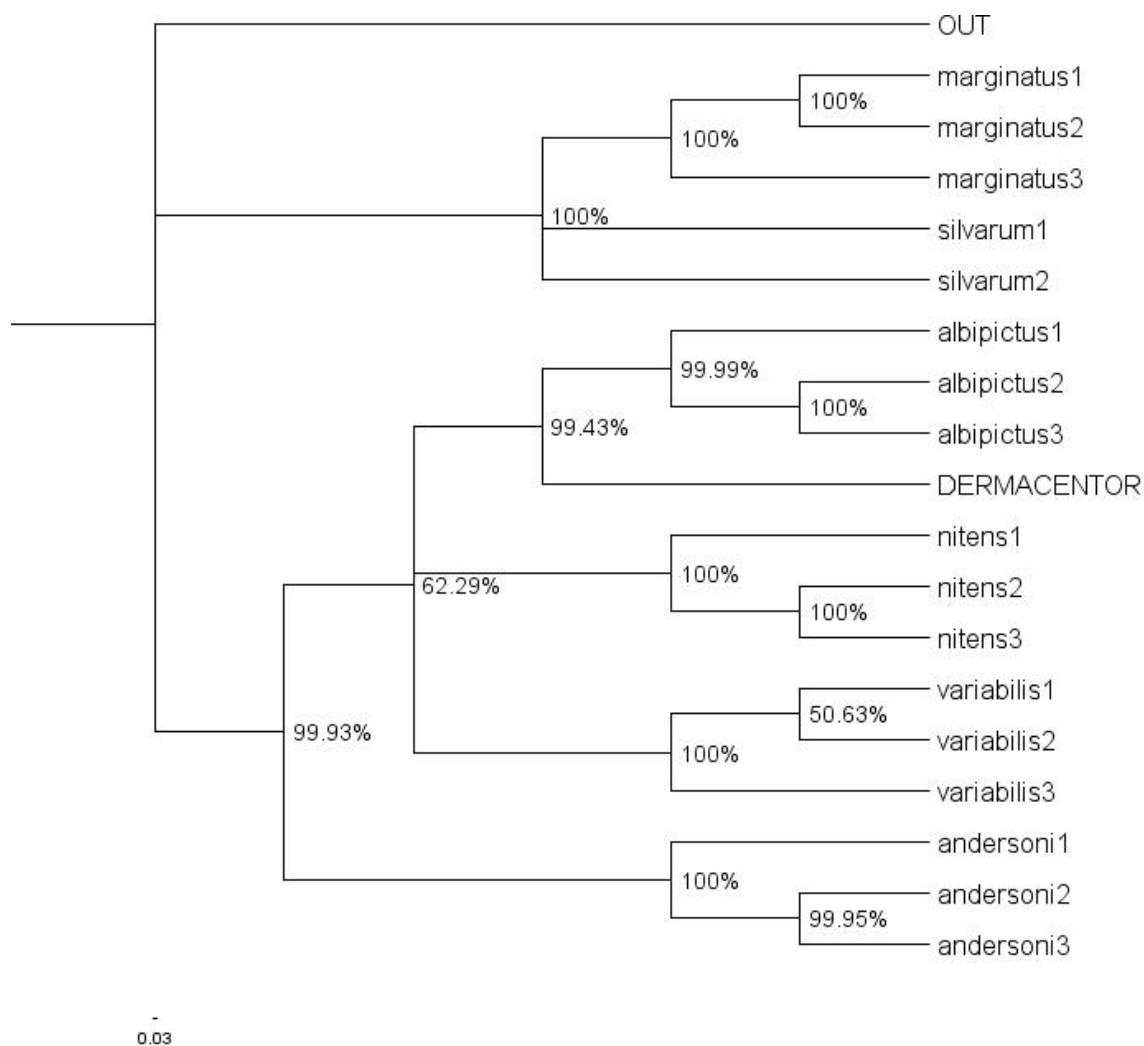 OUT
marginatus1
100%
marginatus2
100%
marginatus3
100%
silvarum1
silvarum2
albipictus1
99.99%
albipictus2
100%
albipictus3
99.43%
DERMACENTOR
nitens1
100%
nitens2
62.29%
100%
nitens3
variabilis1
50.63%
99.93%
variabilis2
100%
variabilis3
andersoni1
100%
andersoni2
99.95%
andersoni3
0.03